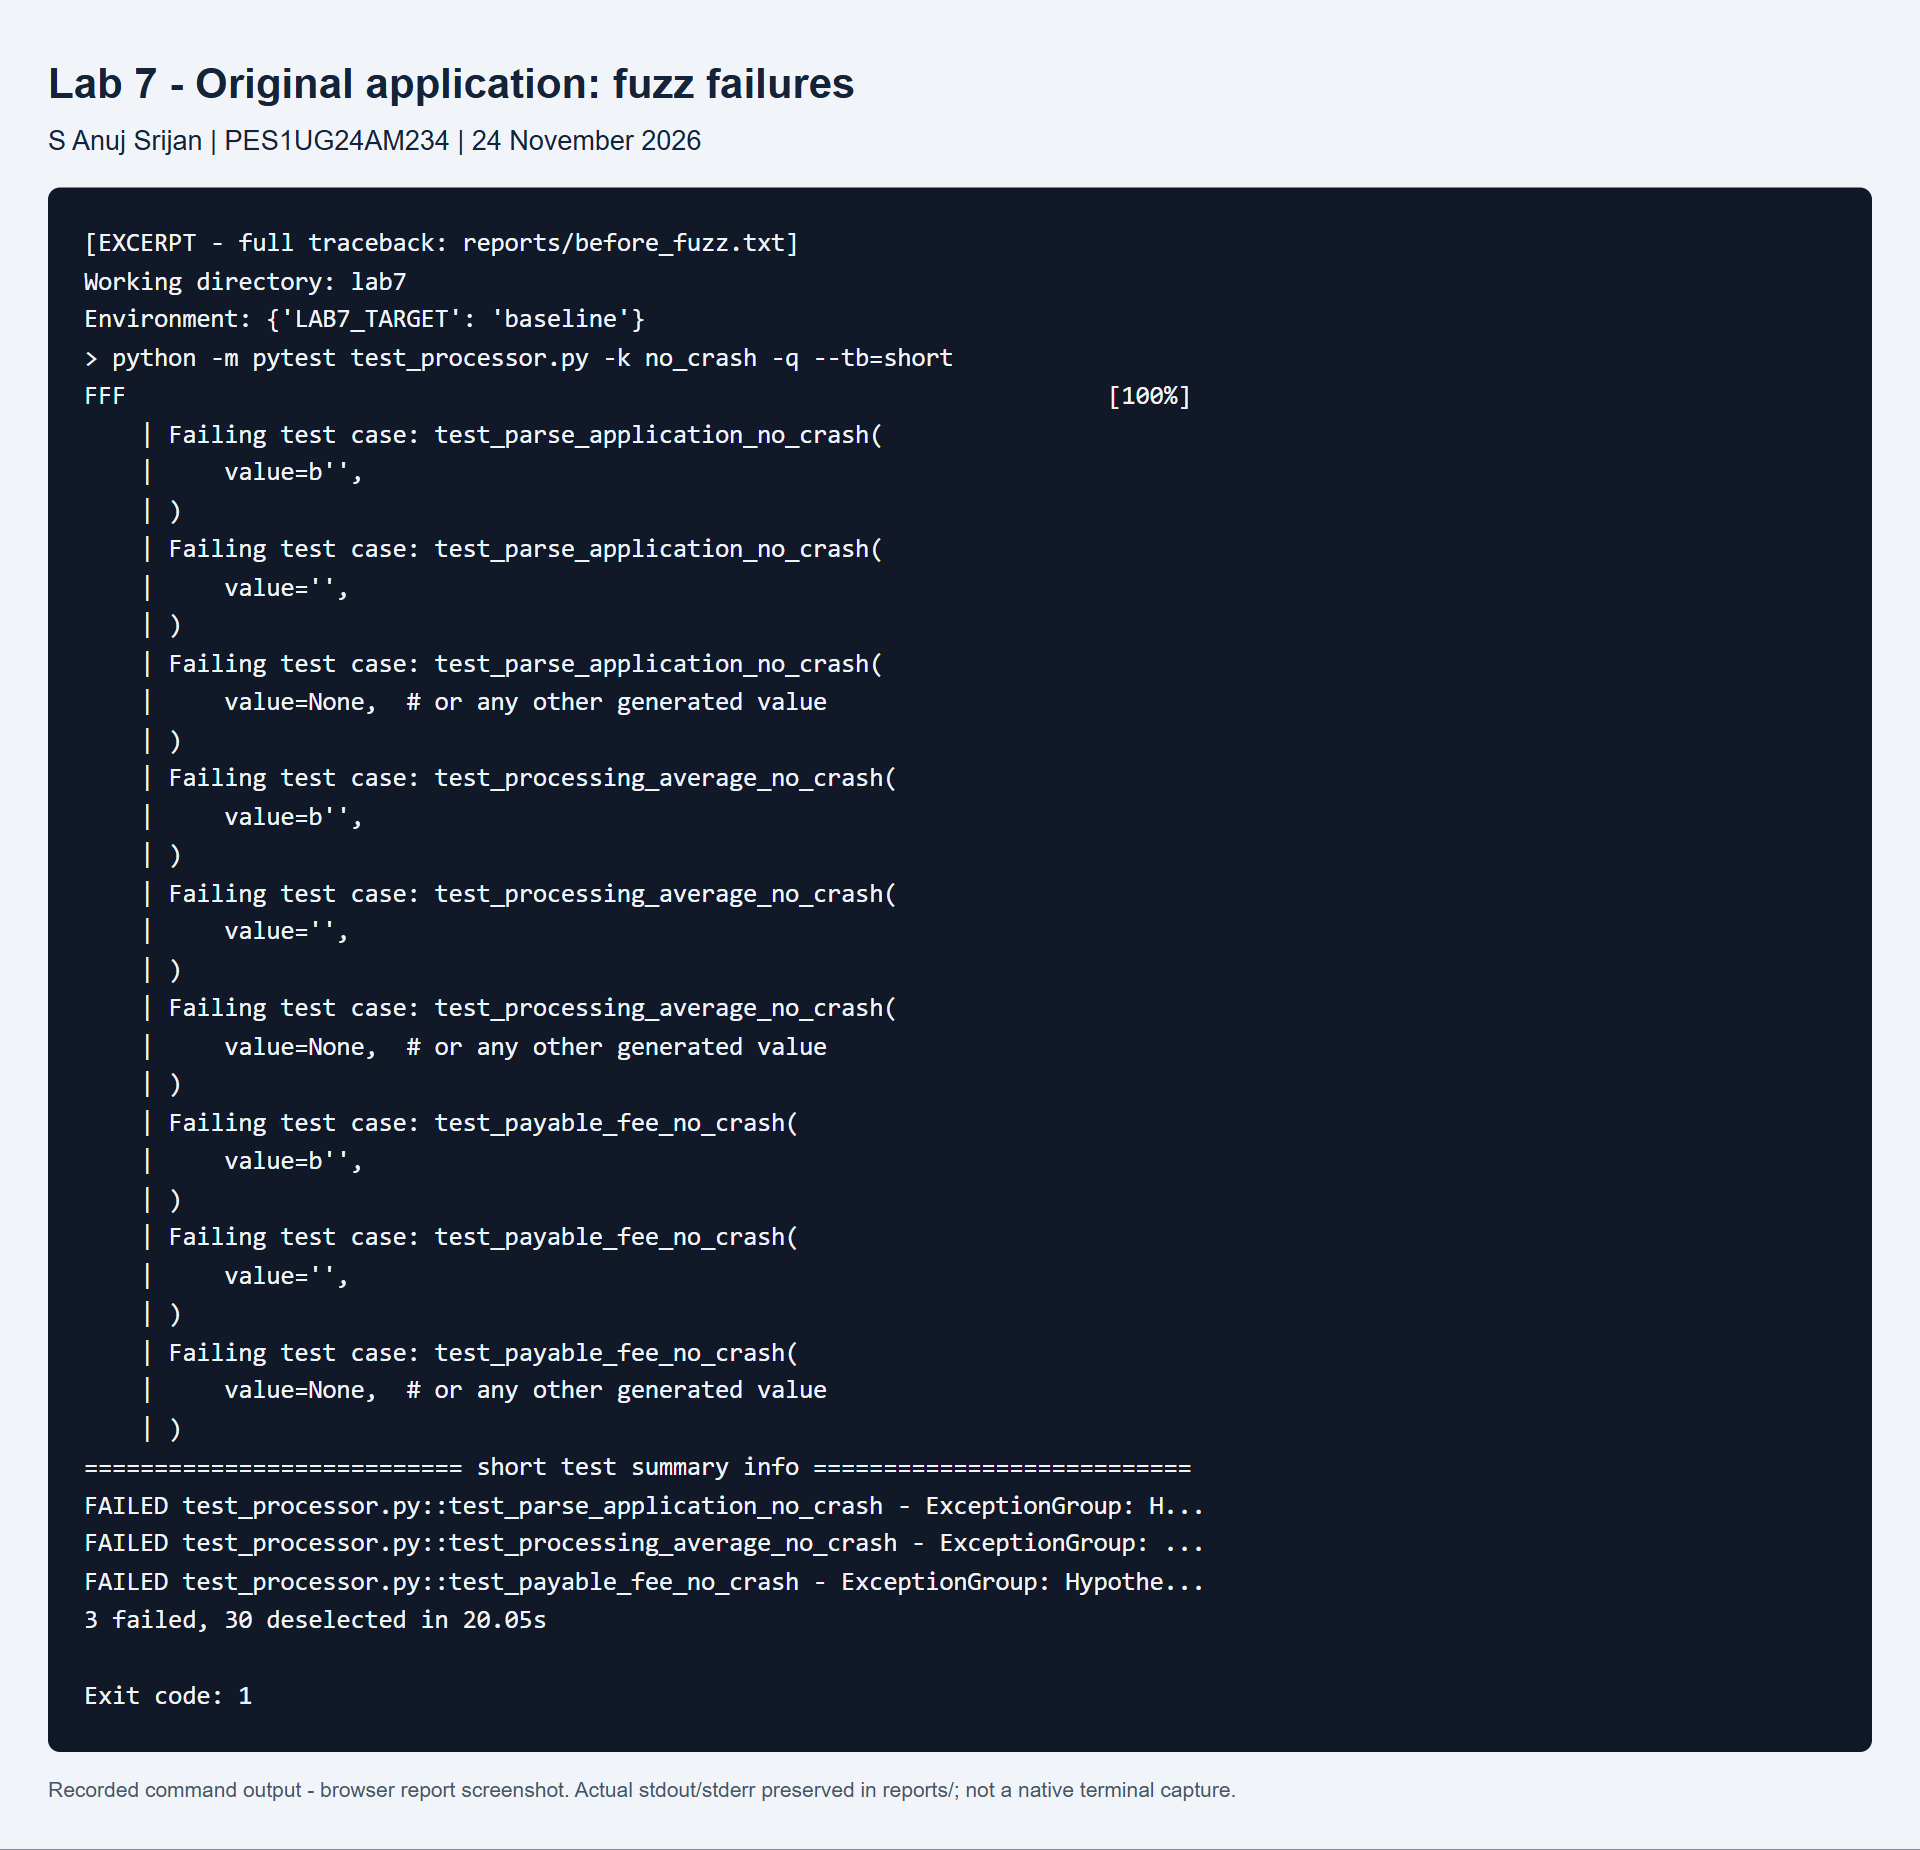 Lab 7 - Original application: fuzz failures
S Anuj Srijan | PES1UG24AM234 | 24 November 2026
[EXCERPT - full traceback: reports/before_fuzz.txt]
Working directory: lab7
Environment: {'LAB7_TARGET': 'baseline'}
> python -m pytest test_processor.py -k no_crash -q --tb=short
FFF                                                                      [100%]
    | Failing test case: test_parse_application_no_crash(
    |     value=b'',
    | )
    | Failing test case: test_parse_application_no_crash(
    |     value='',
    | )
    | Failing test case: test_parse_application_no_crash(
    |     value=None,  # or any other generated value
    | )
    | Failing test case: test_processing_average_no_crash(
    |     value=b'',
    | )
    | Failing test case: test_processing_average_no_crash(
    |     value='',
    | )
    | Failing test case: test_processing_average_no_crash(
    |     value=None,  # or any other generated value
    | )
    | Failing test case: test_payable_fee_no_crash(
    |     value=b'',
    | )
    | Failing test case: test_payable_fee_no_crash(
    |     value='',
    | )
    | Failing test case: test_payable_fee_no_crash(
    |     value=None,  # or any other generated value
    | )
=========================== short test summary info ===========================
FAILED test_processor.py::test_parse_application_no_crash - ExceptionGroup: H...
FAILED test_processor.py::test_processing_average_no_crash - ExceptionGroup: ...
FAILED test_processor.py::test_payable_fee_no_crash - ExceptionGroup: Hypothe...
3 failed, 30 deselected in 20.05s
Exit code: 1
Recorded command output - browser report screenshot. Actual stdout/stderr preserved in reports/; not a native terminal capture.